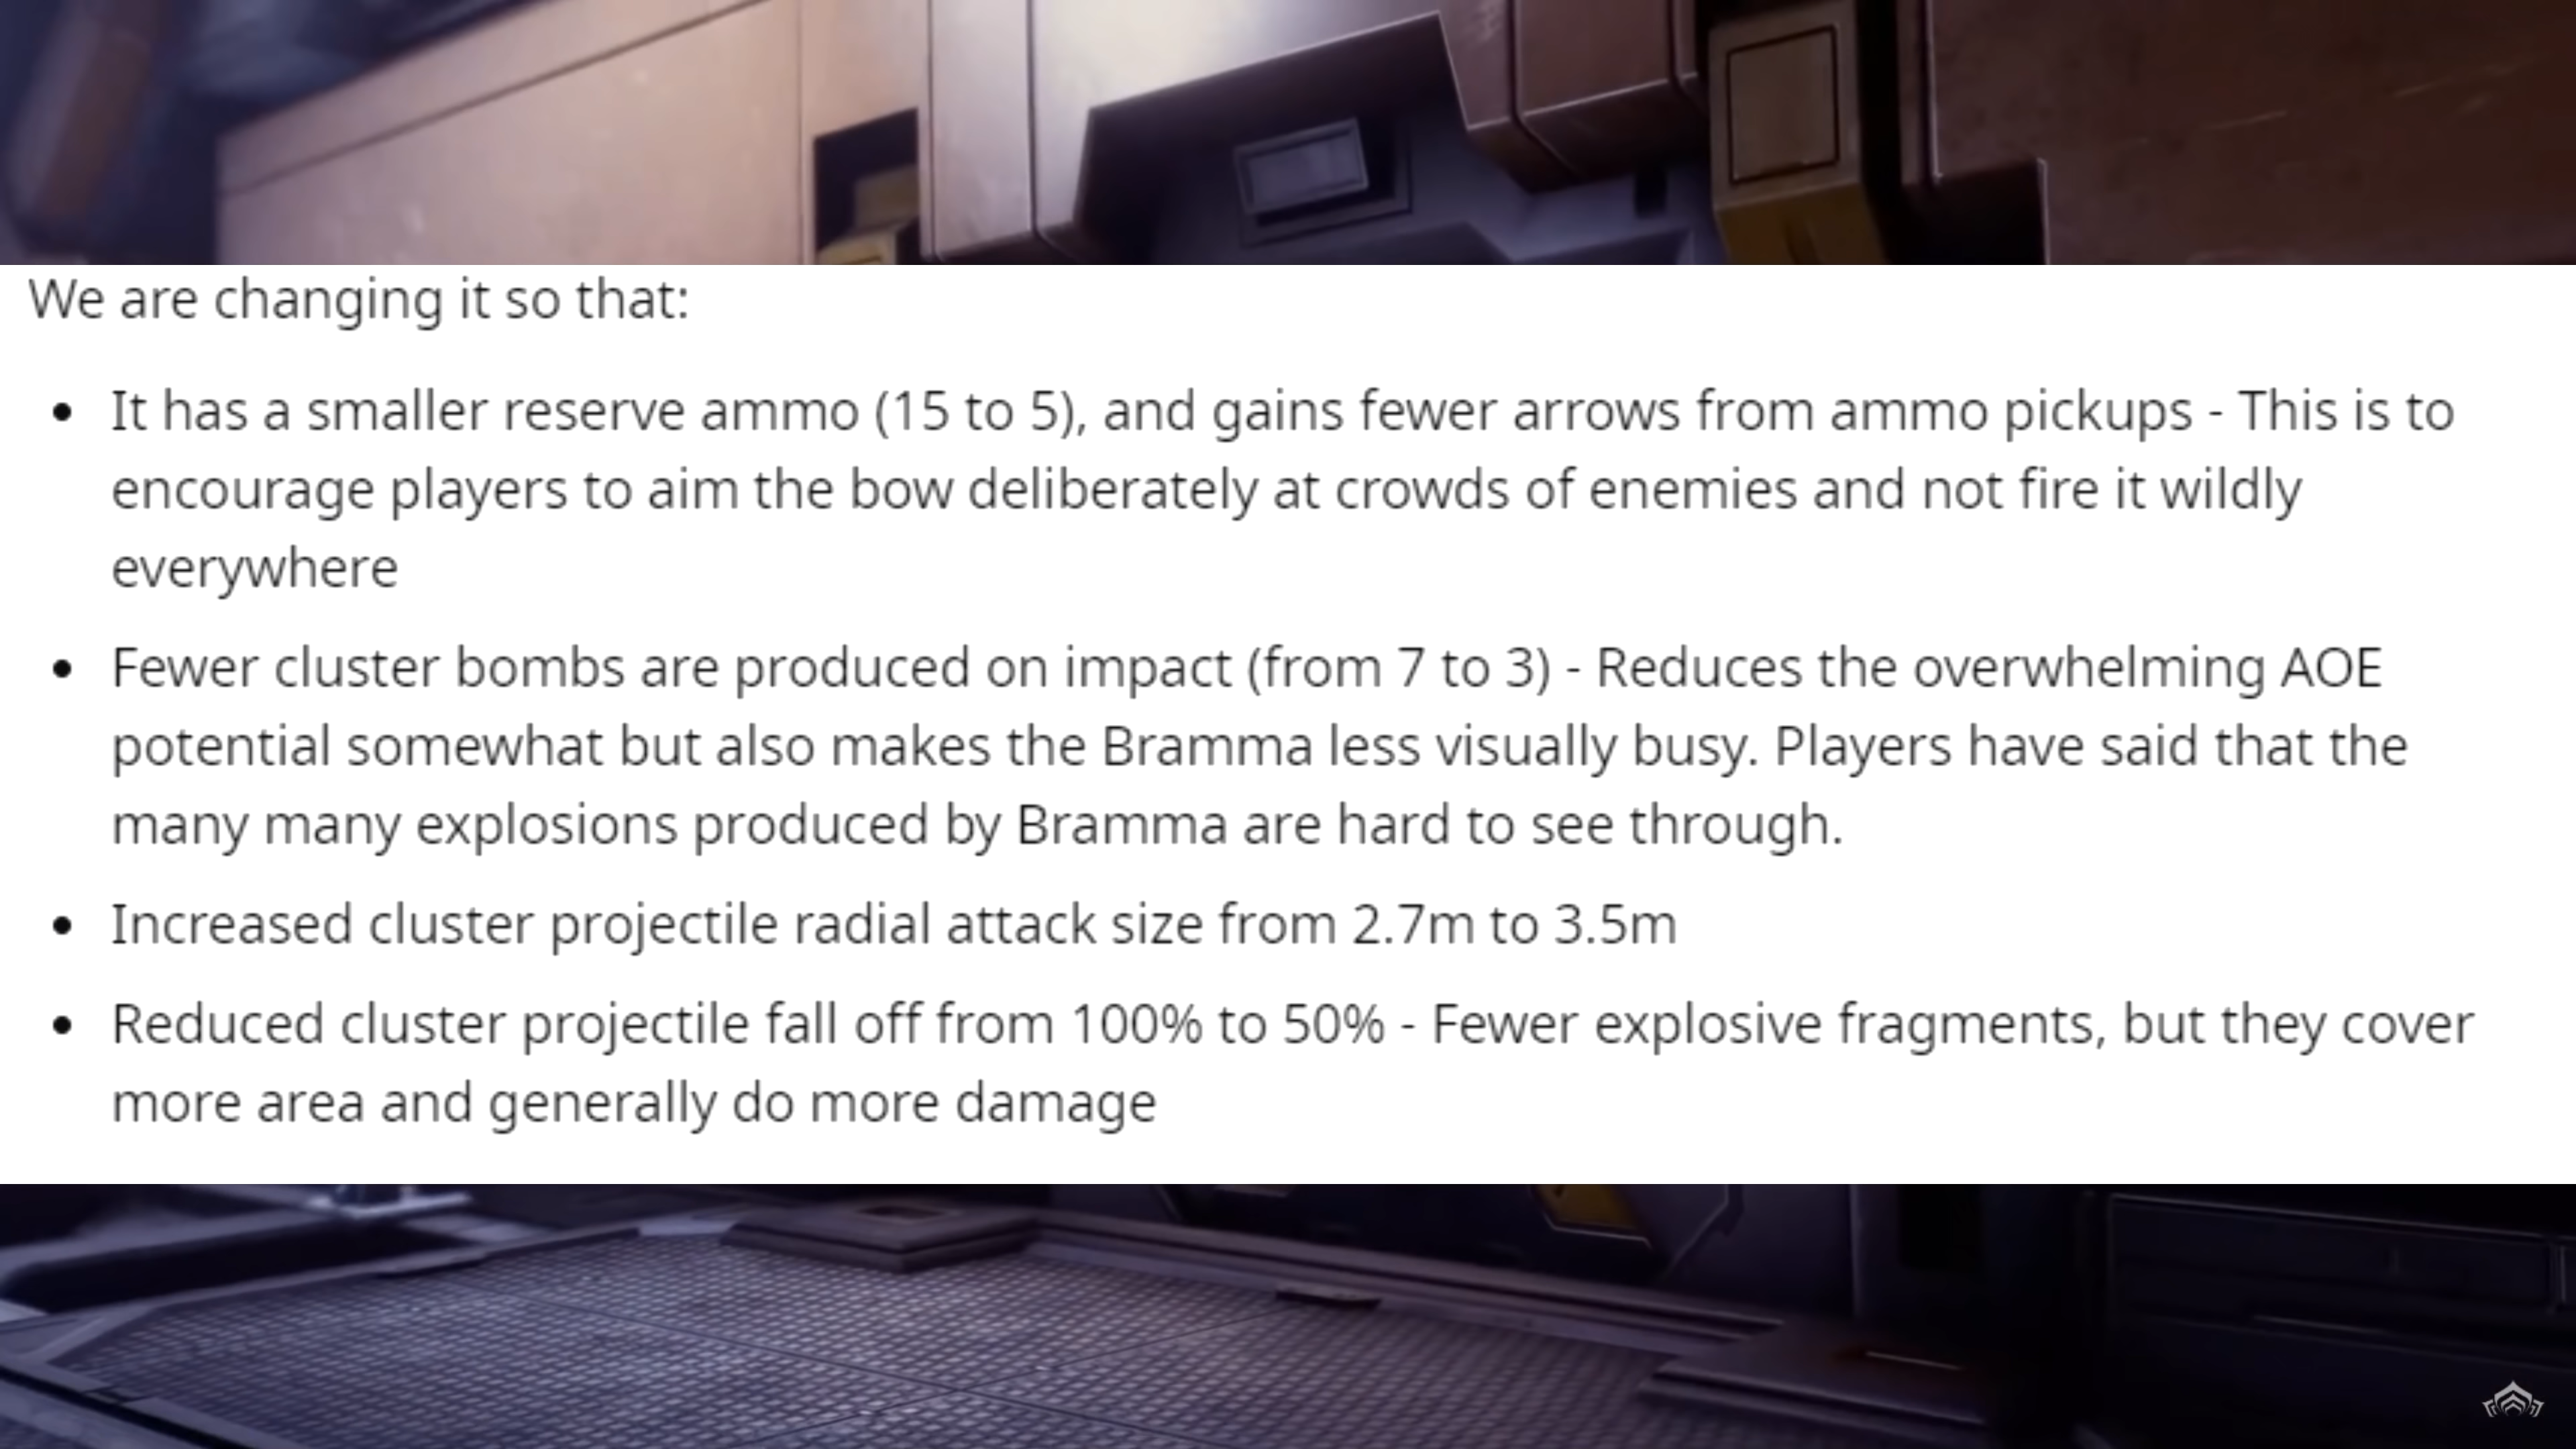 We are changing it so that:
• It has a smaller reserve ammo (15 to 5), and gains fewer arrows from ammo pickups - This is to
encourage players to aim the bow deliberately at crowds of enemies and not fire it wildly
everywhere
• Fewer cluster bombs are produced on impact (from 7 to 3) - Reduces the overwhelming AOE
potential somewhat but also makes the Bramma less visually busy. Players have said that the
many many explosions produced by Bramma are hard to see through.
• Increased cluster projectile radial attack size from 2.7m to 3.5m
• Reduced cluster projectile fall off from 100% to 50% - Fewer explosive fragments, but they cover
more area and generally do more damage